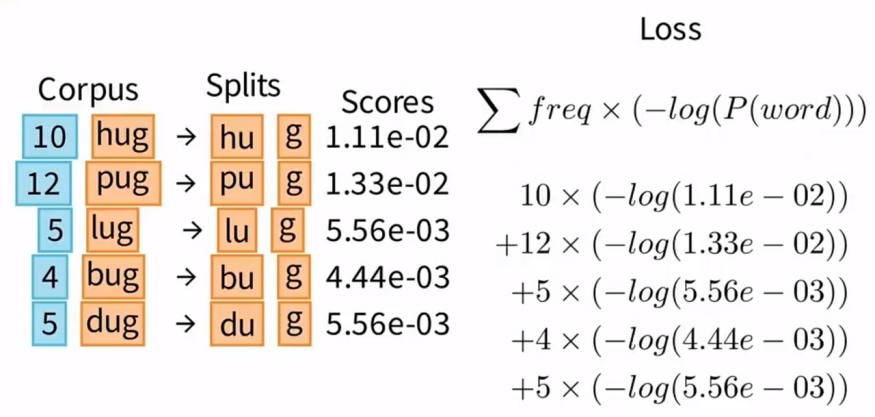 Loss
Corpus Splits Scores
∑ freq × (−log(P(word)))
10 hug → hu g 1.11e-02
12 pug → pu g 1.33e-02
5 lug → lu g 5.56e-03
4 bug → bu g 4.44e-03
5 dug → du g 5.56e-03
10 × (−log(1.11e − 02))
+12 × (−log(1.33e − 02))
+5 × (−log(5.56e − 03))
+4 × (−log(4.44e − 03))
+5 × (−log(5.56e − 03))